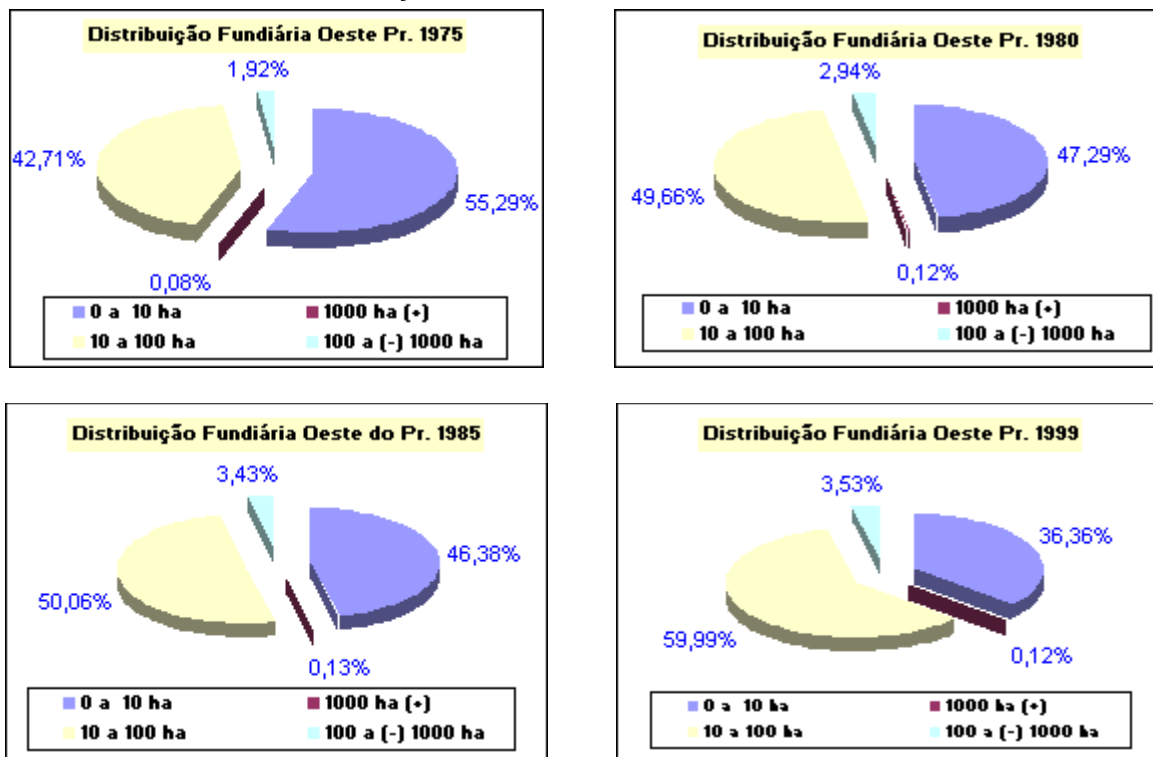 Distribuição Fundiária Oeste Pr. 1975
1,92%
42,71%
55,29%
0,08%
0 a 10 ha
1000 ha (+)
10 a 100 ha
100 a (-) 1000 ha
Distribuição Fundiária Oeste Pr. 1980
2,94%
47,29%
49,66%
0,12%
0 a 10 ha
1000 ha (+)
10 a 100 ha
100 a (-) 1000 ha
Distribuição Fundiária Oeste do Pr. 1985
3,43%
46,38%
50,06%
0,13%
0 a 10 ha
1000 ha (+)
10 a 100 ha
100 a (-) 1000 ha
Distribuição Fundiária Oeste Pr. 1999
3,53%
36,36%
59,99%
0,12%
0 a 10 ha
1000 ha (+)
10 a 100 ha
100 a (-) 1000 ha